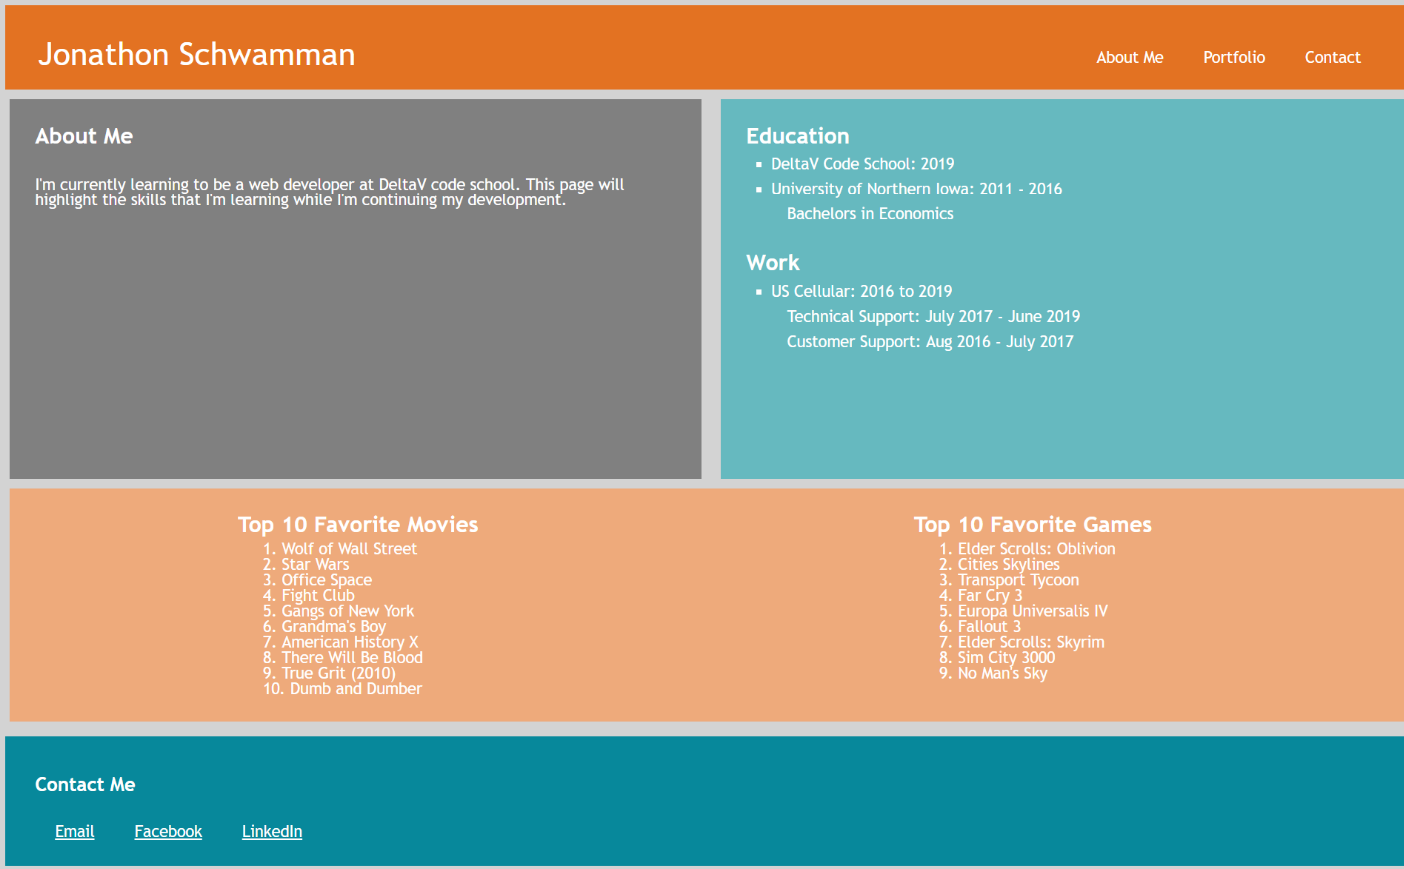 Jonathon Schwamman
About Me Portfolio Contact
About Me
I'm currently learning to be a web developer at DeltaV code school. This page will
highlight the skills that I'm learning while I'm continuing my development.
Education
DeltaV Code School: 2019
University of Northern Iowa: 2011 - 2016
Bachelors in Economics
Work
US Cellular: 2016 to 2019
Technical Support: July 2017 - June 2019
Customer Support: Aug 2016 - July 2017
Top 10 Favorite Movies
1. Wolf of Wall Street
2. Star Wars
3. Office Space
4. Fight Club
5. Gangs of New York
6. Grandma's Boy
7. American History X
8. There Will Be Blood
9. True Grit (2010)
10. Dumb and Dumber
Top 10 Favorite Games
1. Elder Scrolls: Oblivion
2. Cities Skylines
3. Transport Tycoon
4. Far Cry 3
5. Europa Universalis IV
6. Fallout 3
7. Elder Scrolls: Skyrim
8. Sim City 3000
9. No Man's Sky
Contact Me
Email Facebook LinkedIn